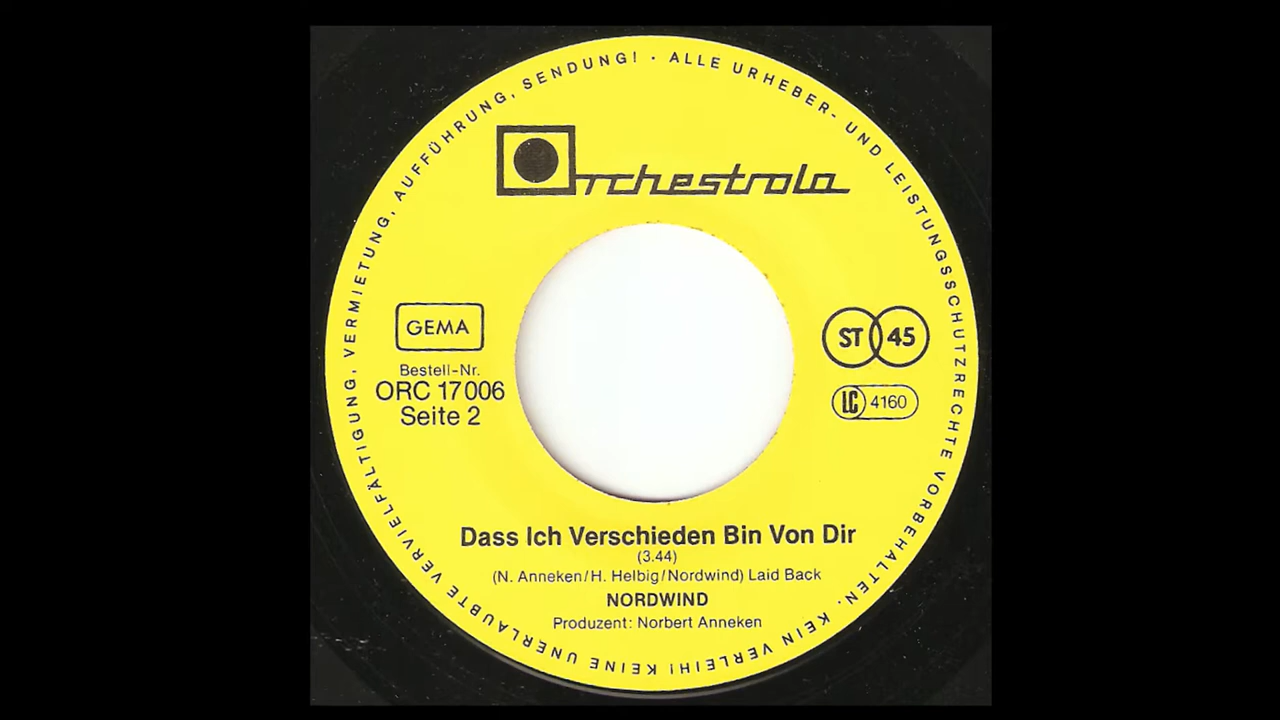 ALLE URHEBER- UND LEISTUNGSSCHUTZRECHTE VORBEHALTEN. KEIN VERLEIH! KEINE UNERLAUBTE VERVIELFÄLTIGUNG, VERMIETUNG, AUFFÜHRUNG, SENDUNG! ·
Orchestrola
GEMA
Bestell-Nr.
ORC 17 006
Seite 2
ST 45
LC 4160
Dass Ich Verschieden Bin Von Dir
(3.44)
(N. Anneken/H. Helbig/Nordwind) Laid Back
NORDWIND
Produzent: Norbert Anneken